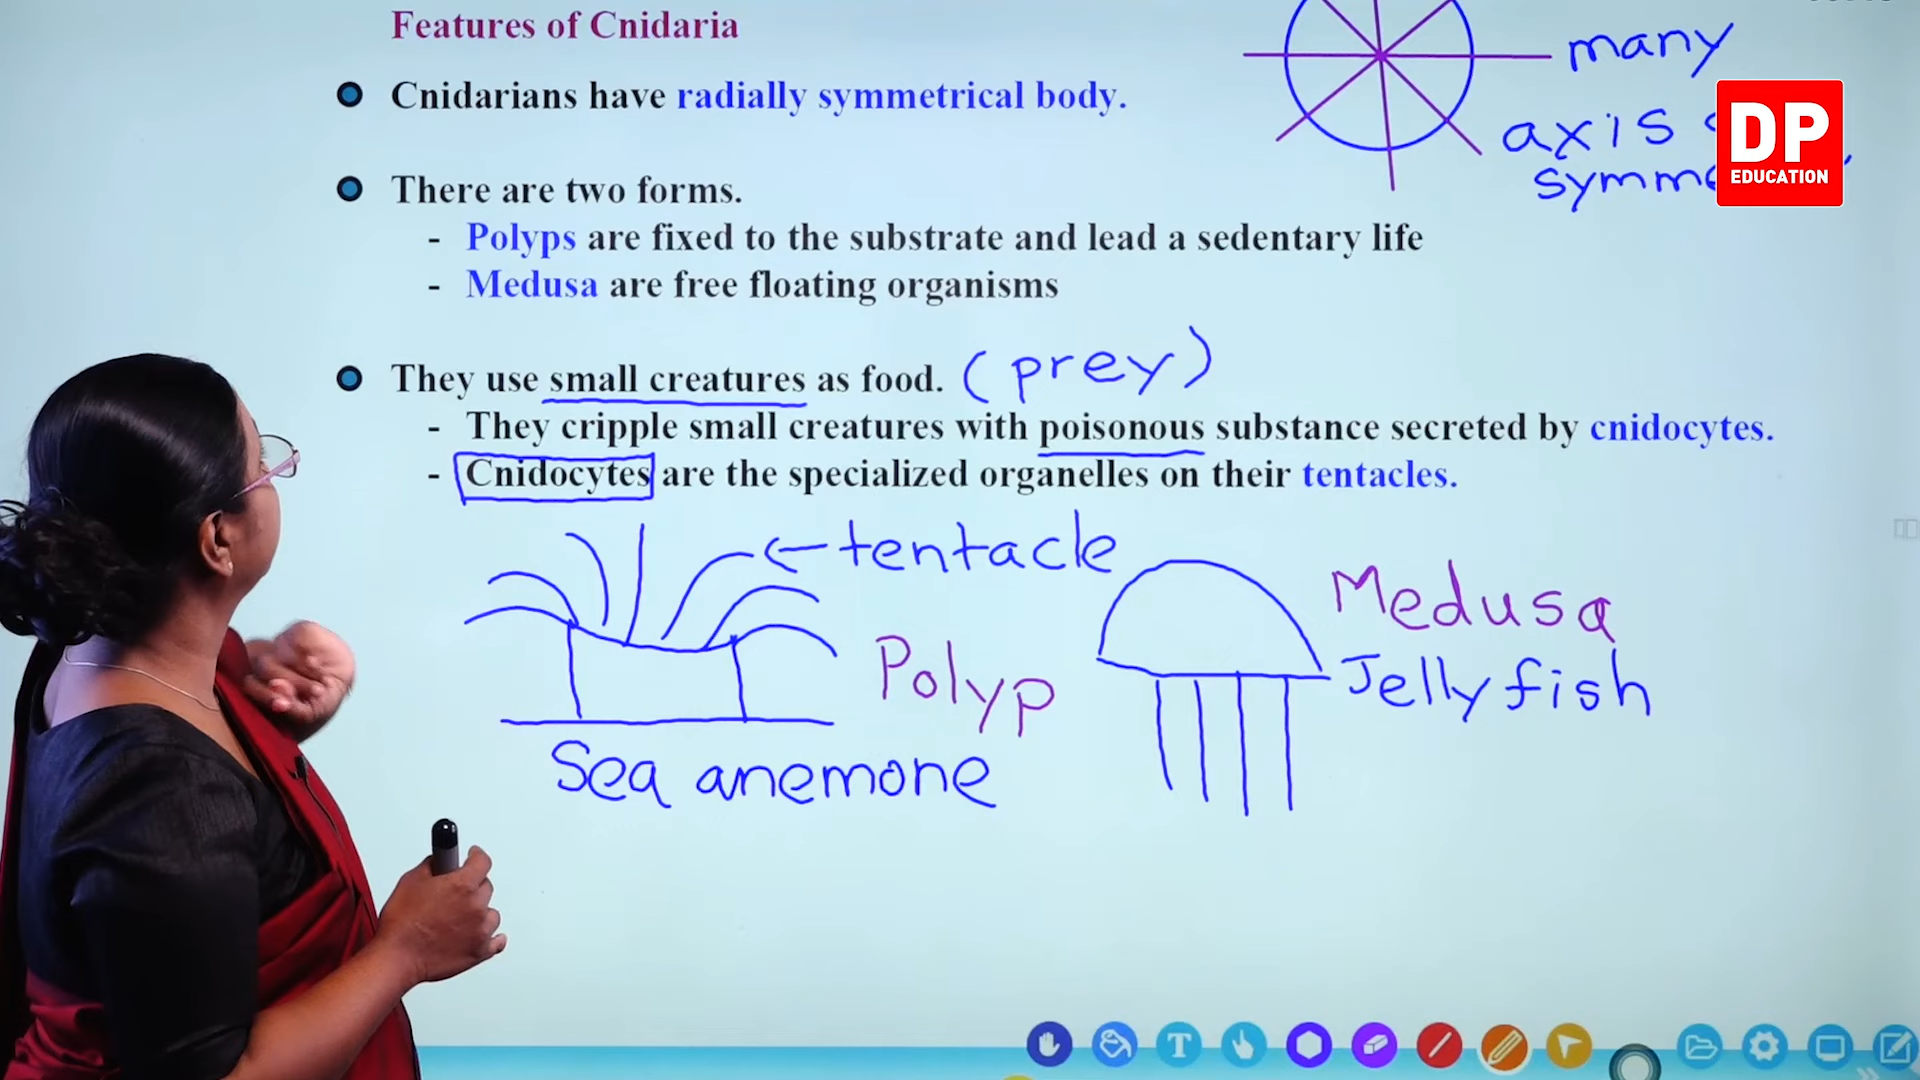 Features of Cnidaria
many
Cnidarians have radially symmetrical body.
axis
DP
EDUCATION
There are two forms.
- Polyps are fixed to the substrate and lead a sedentary life
- Medusa are free floating organisms
They use small creatures as food. (prey)
- They cripple small creatures with poisonous substance secreted by cnidocytes.
- Cnidocytes are the specialized organelles on their tentacles.
tentacle
Medusa
Polyp
Jelly fish
Sea anemone
T